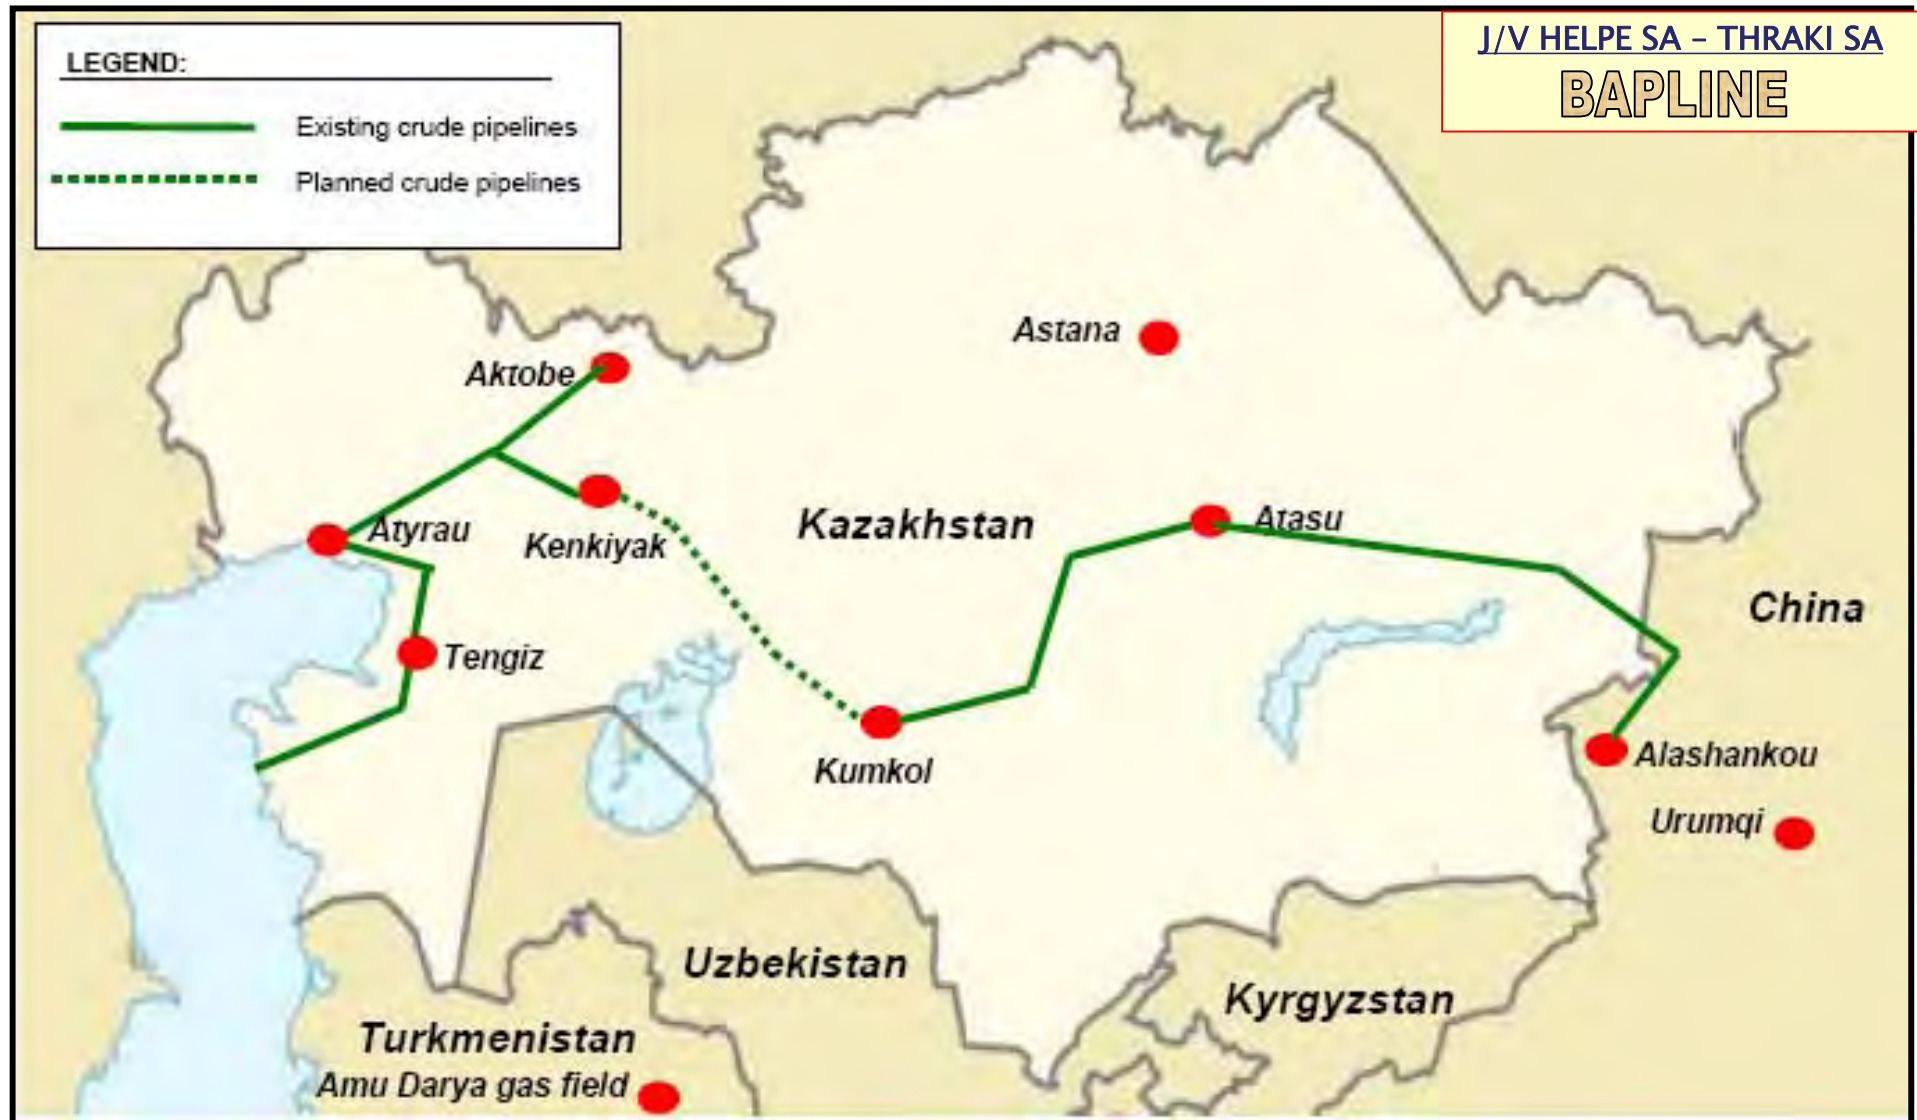 J/V HELPE SA – THRAKI SA
BAPLINE
LEGEND:
Existing crude pipelines
Planned crude pipelines
Astana
Aktobe
Atyrau
Kenkiyak
Kazakhstan
Atasu
China
Tengiz
Kumkol
Alashankou
Urumqi
Uzbekistan
Kyrgyzstan
Turkmenistan
Amu Darya gas field